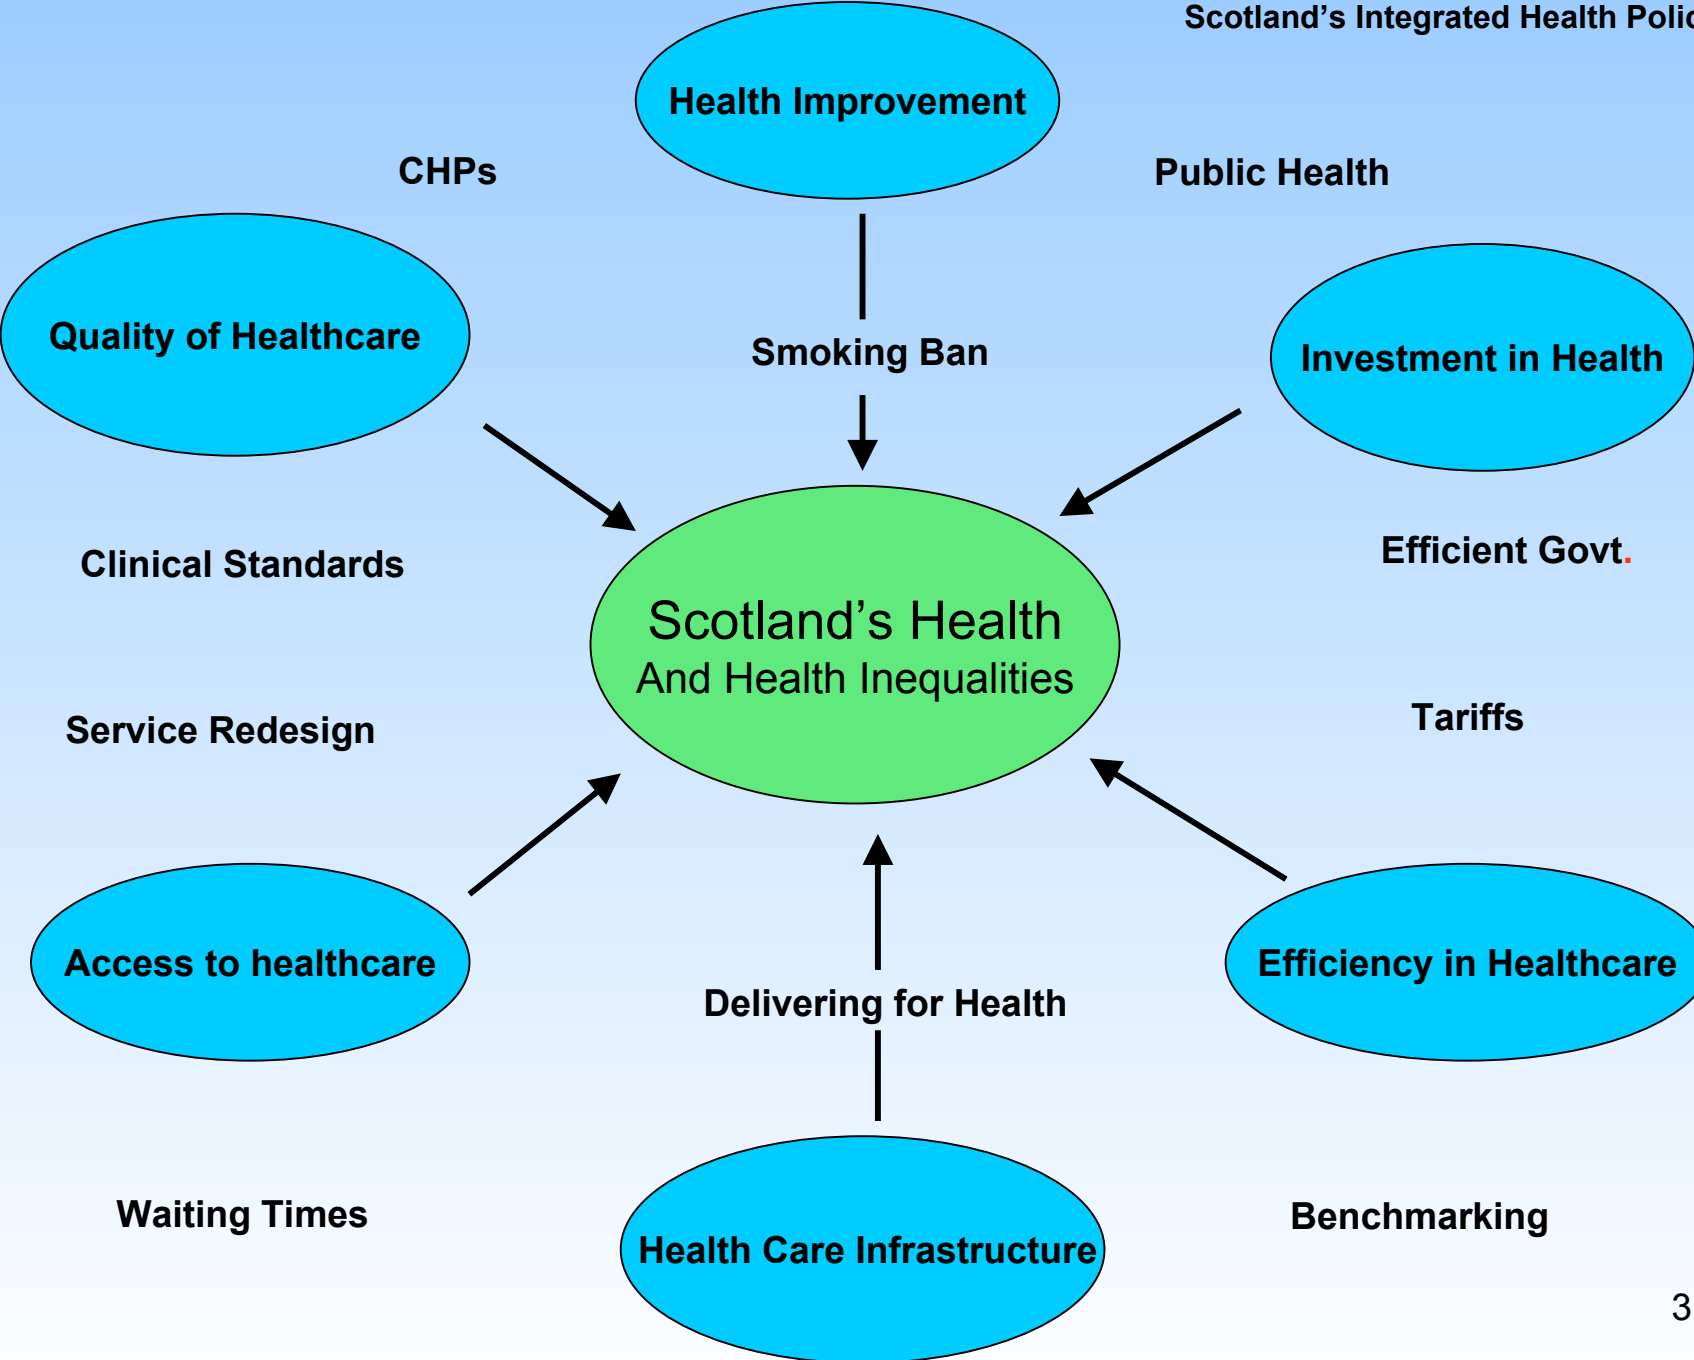 Scotland’s Integrated Health
Health Improvement
CHPs
Public Health
Quality of Healthcare
Smoking Ban
Investment in Health
Clinical Standards
Efficient Govt.
Scotland’s Health
And Health Inequalities
Service Redesign
Tariffs
Access to healthcare
Efficiency in Healthcare
Delivering for Health
Waiting Times
Benchmarking
Health Care Infrastructure
3